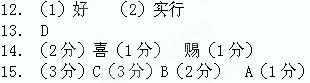 12. （1）好　（2）实行
13. D
14.（2分）喜（1分）　赐（1分）
15.（3分）C（3分）B（2分）　A（1分）